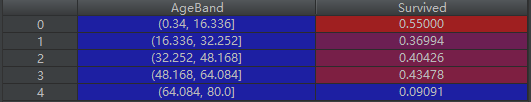 AgeBand Survived
0 (0.34, 16.336] 0.55000
1 (16.336, 32.252] 0.36994
2 (32.252, 48.168] 0.40426
3 (48.168, 64.084] 0.43478
4 (64.084, 80.0] 0.09091